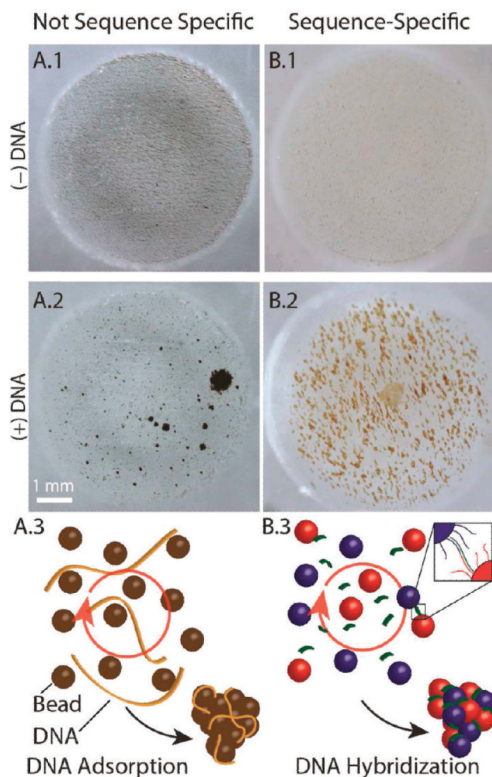 Not Sequence Specific
Sequence-Specific
A.1
B.1
(−) DNA
A.2
B.2
(+) DNA
1 mm
A.3
B.3
Bead
DNA
DNA Adsorption
DNA Hybridization